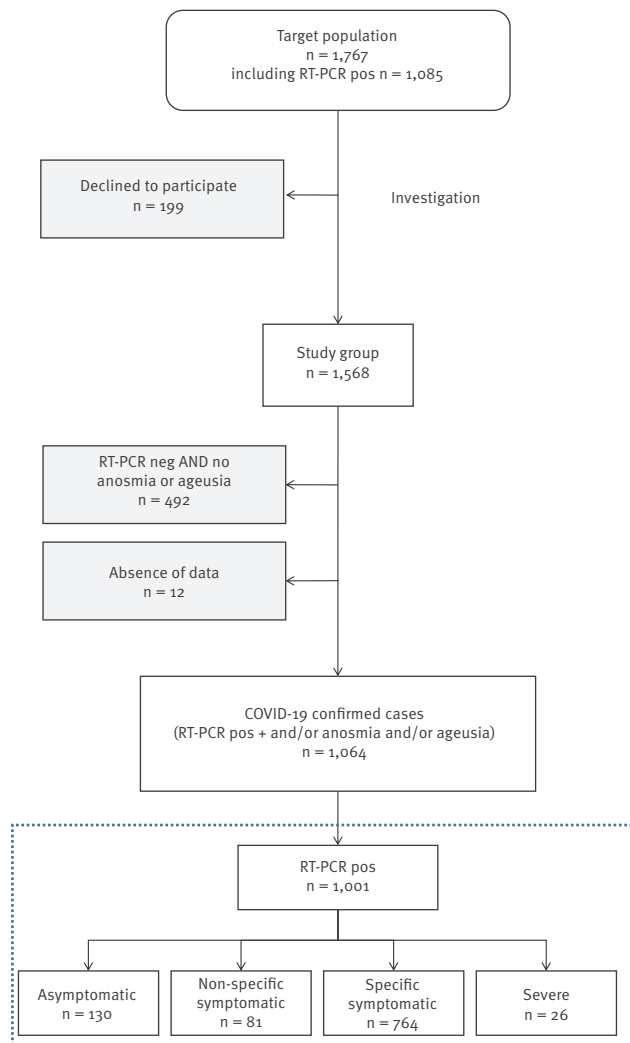 Target population
n = 1,767
including RT-PCR pos n = 1,085
Declined to participate
n = 199
Investigation
Study group
n = 1,568
RT-PCR neg AND no
anosmia or ageusia
n = 492
Absence of data
n = 12
COVID-19 confirmed cases
(RT-PCR pos + and/or anosmia and/or ageusia)
n = 1,064
RT-PCR pos
n = 1,001
Asymptomatic
n = 130
Non-specific
symptomatic
n = 81
Specific
symptomatic
n = 764
Severe
n = 26